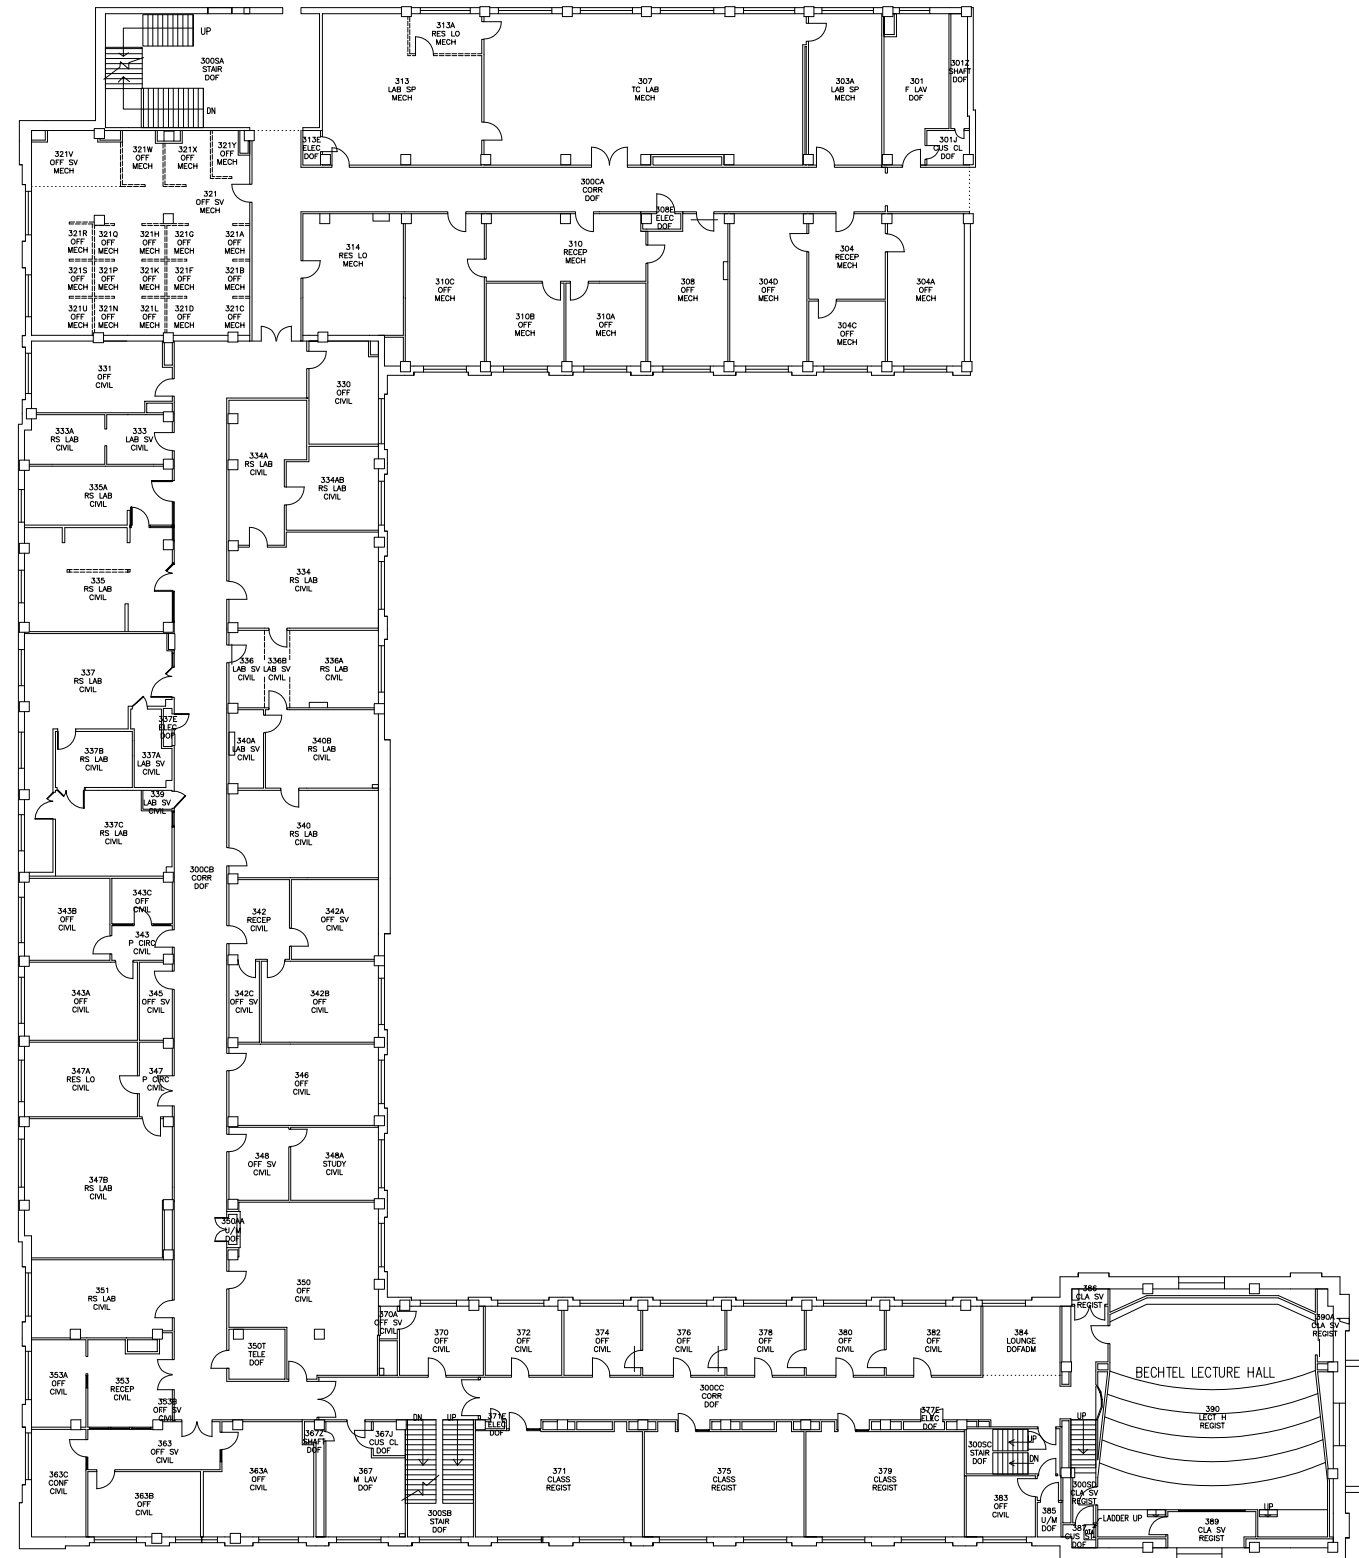 UP
300SA
STAIR
DOF
DN
313A
RES LO
MECH
313
LAB SP
MECH
307
TC LAB
MECH
303A
LAB SP
MECH
301
F LAV
DOF
301Z
SHAFT
DOF
313E
ELEC
DOF
301J
CUS CL
DOF
321V
OFF SV
MECH
321W
OFF
MECH
321X
OFF
MECH
321Y
OFF
MECH
321
OFF SV
MECH
300CA
CORR
DOF
308E
ELEC
DOF
321R
OFF
MECH
321Q
OFF
MECH
321H
OFF
MECH
321G
OFF
MECH
321A
OFF
MECH
321S
OFF
MECH
321P
OFF
MECH
321K
OFF
MECH
321F
OFF
MECH
321B
OFF
MECH
321U
OFF
MECH
321N
OFF
MECH
321L
OFF
MECH
321D
OFF
MECH
321C
OFF
MECH
314
RES LO
MECH
310C
OFF
MECH
310
RECEP
MECH
310B
OFF
MECH
310A
OFF
MECH
308
OFF
MECH
304D
OFF
MECH
304
RECEP
MECH
304C
OFF
MECH
304A
OFF
MECH
331
OFF
CIVIL
330
OFF
CIVIL
333A
RS LAB
CIVIL
333
LAB SV
CIVIL
334A
RS LAB
CIVIL
334AB
RS LAB
CIVIL
335A
RS LAB
CIVIL
335
RS LAB
CIVIL
334
RS LAB
CIVIL
337
RS LAB
CIVIL
336
LAB SV
CIVIL
336B
LAB SV
CIVIL
336A
RS LAB
CIVIL
337E
ELEC
DOF
337B
RS LAB
CIVIL
337A
LAB SV
CIVIL
340A
LAB SV
CIVIL
340B
RS LAB
CIVIL
339
LAB SV
CIVIL
337C
RS LAB
CIVIL
340
RS LAB
CIVIL
300CB
CORR
DOF
343B
OFF
CIVIL
343C
OFF
CIVIL
343
P CIRC
CIVIL
342
RECEP
CIVIL
342A
OFF SV
CIVIL
343A
OFF
CIVIL
345
OFF SV
CIVIL
342C
OFF SV
CIVIL
342B
OFF
CIVIL
347A
RES LO
CIVIL
347
P CIRC
CIVIL
346
OFF
CIVIL
347B
RS LAB
CIVIL
348
OFF SV
CIVIL
348A
STUDY
CIVIL
350AA
U/M
DOF
351
RS LAB
CIVIL
350
OFF
CIVIL
350T
TELE
DOF
353A
OFF
CIVIL
353
RECEP
CIVIL
353B
OFF SV
CIVIL
370A
OFF SV
CIVIL
370
OFF
CIVIL
372
OFF
CIVIL
374
OFF
CIVIL
376
OFF
CIVIL
378
OFF
CIVIL
380
OFF
CIVIL
382
OFF
CIVIL
384
LOUNGE
DOFADM
386
CLA SV
REGIST
390A
CLA SV
REGIST
BECHTEL LECTURE HALL
390
LECT H
REGIST
300CC
CORR
DOF
363
OFF SV
CIVIL
363C
CONF
CIVIL
363B
OFF
CIVIL
363A
OFF
CIVIL
367Z
SHAFT
DOF
367J
CUS CL
DOF
367
M LAV
DOF
DN
UP
300SB
STAIR
DOF
371E
ELEC
DOF
371
CLASS
REGIST
375
CLASS
REGIST
377E
ELEC
DOF
379
CLASS
REGIST
300SC
STAIR
DOF
UP
DN
383
OFF
CIVIL
385
U/M
DOF
UP
300SD
CLA SV
REGIST
387
CUS ST
DOF
LADDER UP
389
CLA SV
REGIST
UP